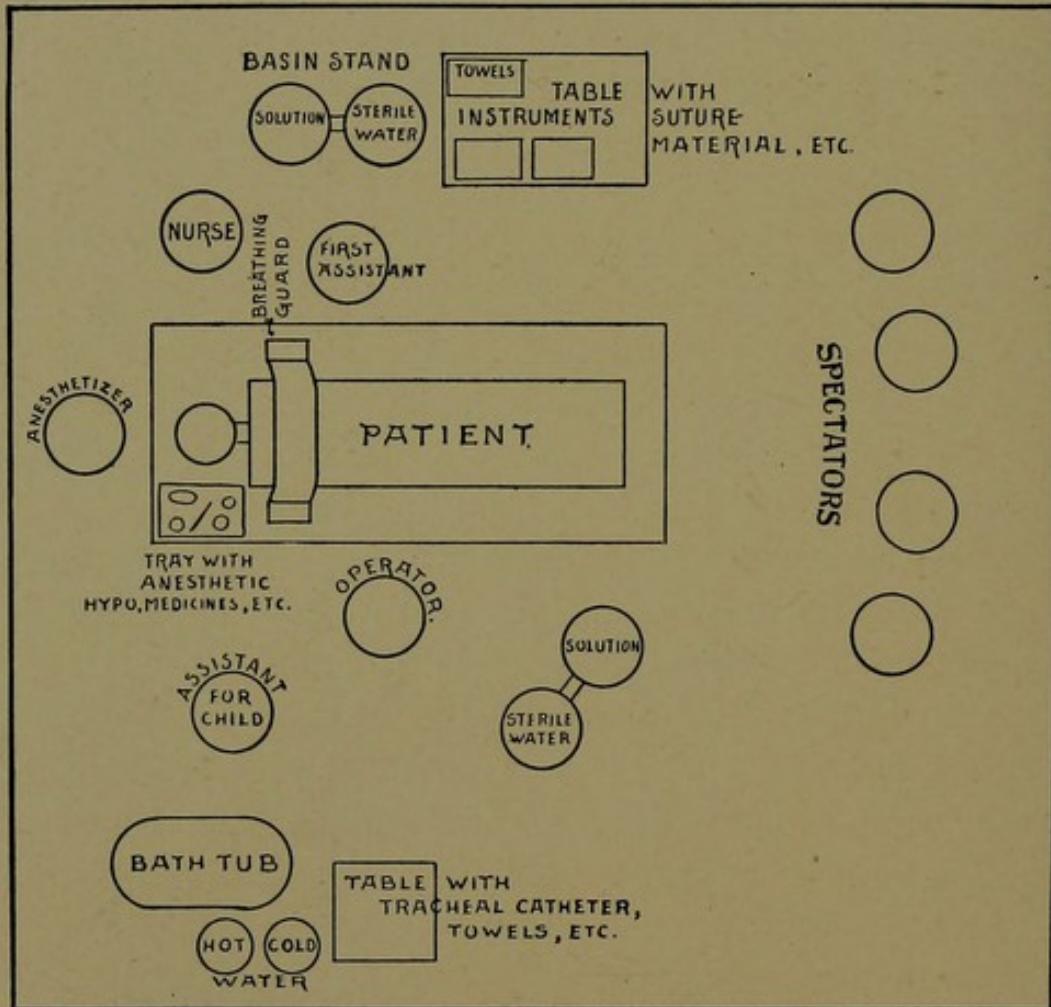 BASIN STAND
SOLUTION
STERILE
WATER
TOWELS
TABLE WITH
INSTRUMENTS SUTURE
MATERIAL, ETC.
NURSE
BREATHING
GUARD
FIRST
ASSISTANT
ANESTHETIZER
PATIENT.
SPECTATORS
TRAY WITH
ANESTHETIC
HYPO, MEDICINES, ETC.
OPERATOR.
ASSISTANT
FOR
CHILD
SOLUTION
STERILE
WATER
BATH TUB
TABLE WITH
TRACHEAL CATHETER,
TOWELS, ETC.
HOT
COLD
WATER